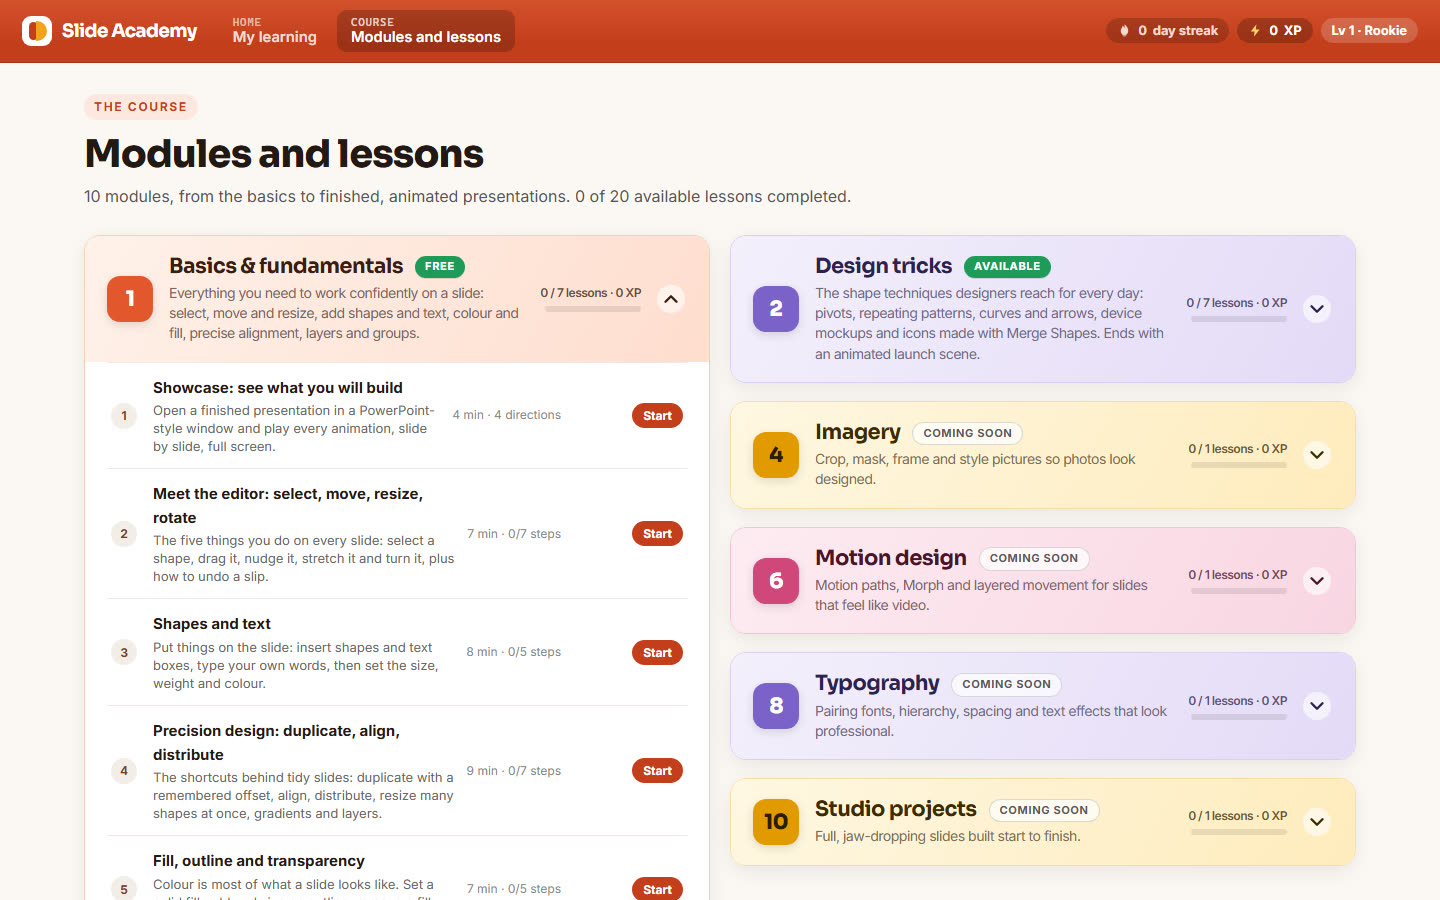 Slide Academy
HOME
My learning
COURSE
Modules and lessons
0 day streak
0 XP
Lv 1 · Rookie
THE COURSE
Modules and lessons
10 modules, from the basics to finished, animated presentations. 0 of 20 available lessons completed.
1
Basics & fundamentals
FREE
Everything you need to work confidently on a slide:
select, move and resize, add shapes and text, colour and
fill, precise alignment, layers and groups.
0 / 7 lessons · 0 XP
1
Showcase: see what you will build
Open a finished presentation in a PowerPoint-
style window and play every animation, slide
by slide, full screen.
4 min · 4 directions
Start
2
Meet the editor: select, move, resize,
rotate
The five things you do on every slide: select a
shape, drag it, nudge it, stretch it and turn it, plus
how to undo a slip.
7 min · 0/7 steps
Start
3
Shapes and text
Put things on the slide: insert shapes and text
boxes, type your own words, then set the size,
weight and colour.
8 min · 0/5 steps
Start
4
Precision design: duplicate, align,
distribute
The shortcuts behind tidy slides: duplicate with a
remembered offset, align, distribute, resize many
shapes at once, gradients and layers.
9 min · 0/7 steps
Start
5
Fill, outline and transparency
Colour is most of what a slide looks like. Set a
7 min · 0/5 steps
Start
2
Design tricks
AVAILABLE
The shape techniques designers reach for every day:
pivots, repeating patterns, curves and arrows, device
mockups and icons made with Merge Shapes. Ends with
an animated launch scene.
0 / 7 lessons · 0 XP
4
Imagery
COMING SOON
Crop, mask, frame and style pictures so photos look
designed.
0 / 1 lessons · 0 XP
6
Motion design
COMING SOON
Motion paths, Morph and layered movement for slides
that feel like video.
0 / 1 lessons · 0 XP
8
Typography
COMING SOON
Pairing fonts, hierarchy, spacing and text effects that look
professional.
0 / 1 lessons · 0 XP
10
Studio projects
COMING SOON
Full, jaw-dropping slides built start to finish.
0 / 1 lessons · 0 XP